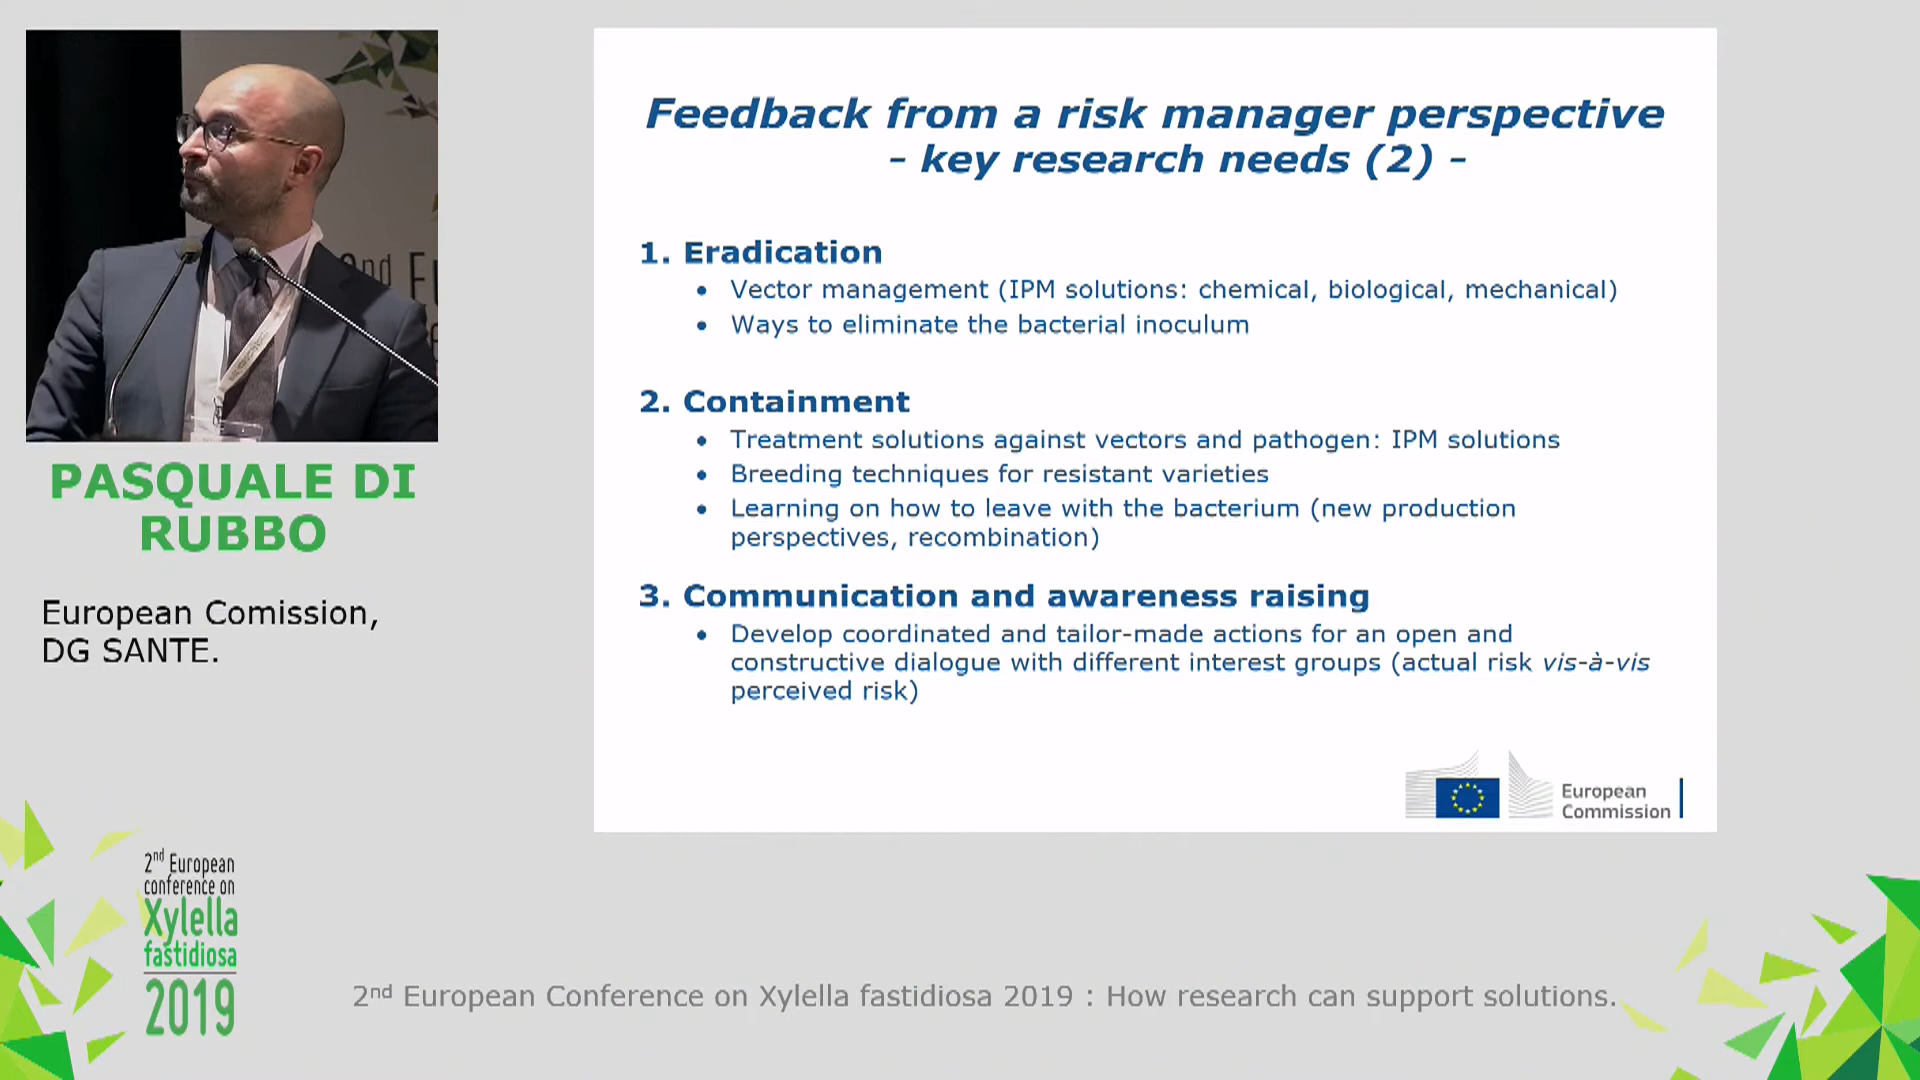 PASQUALE DI
RUBBO
European Comission,
DG SANTE.
Feedback from a risk manager perspective
- key research needs (2) -
1. Eradication
• Vector management (IPM solutions: chemical, biological, mechanical)
• Ways to eliminate the bacterial inoculum
2. Containment
• Treatment solutions against vectors and pathogen: IPM solutions
• Breeding techniques for resistant varieties
• Learning on how to leave with the bacterium (new production
perspectives, recombination)
3. Communication and awareness raising
• Develop coordinated and tailor-made actions for an open and
constructive dialogue with different interest groups (actual risk vis-à-vis
perceived risk)
European
Commission
2nd European
conference on
Xylella
fastidiosa
2019
2nd European Conference on Xylella fastidiosa 2019 : How research can support solutions.
2nd